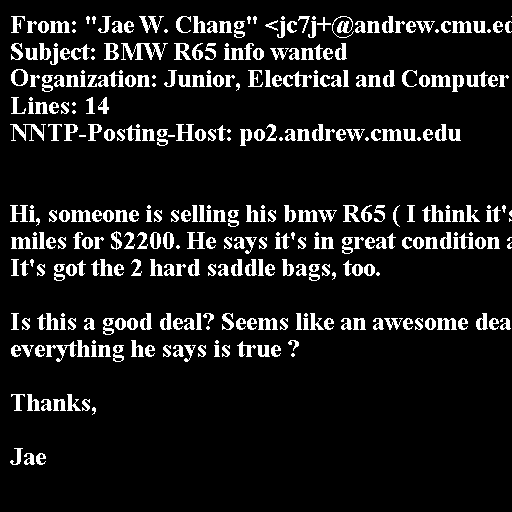 From: "Jae W. Chang" <jc7j+@andrew.cmu.ed
Subject: BMW R65 info wanted
Organization: Junior, Electrical and Computer
Lines: 14
NNTP-Posting-Host: po2.andrew.cmu.edu
Hi, someone is selling his bmw R65 ( I think it's
miles for $2200. He says it's in great condition a
It's got the 2 hard saddle bags, too.
Is this a good deal? Seems like an awesome dea
everything he says is true ?
Thanks,
Jae